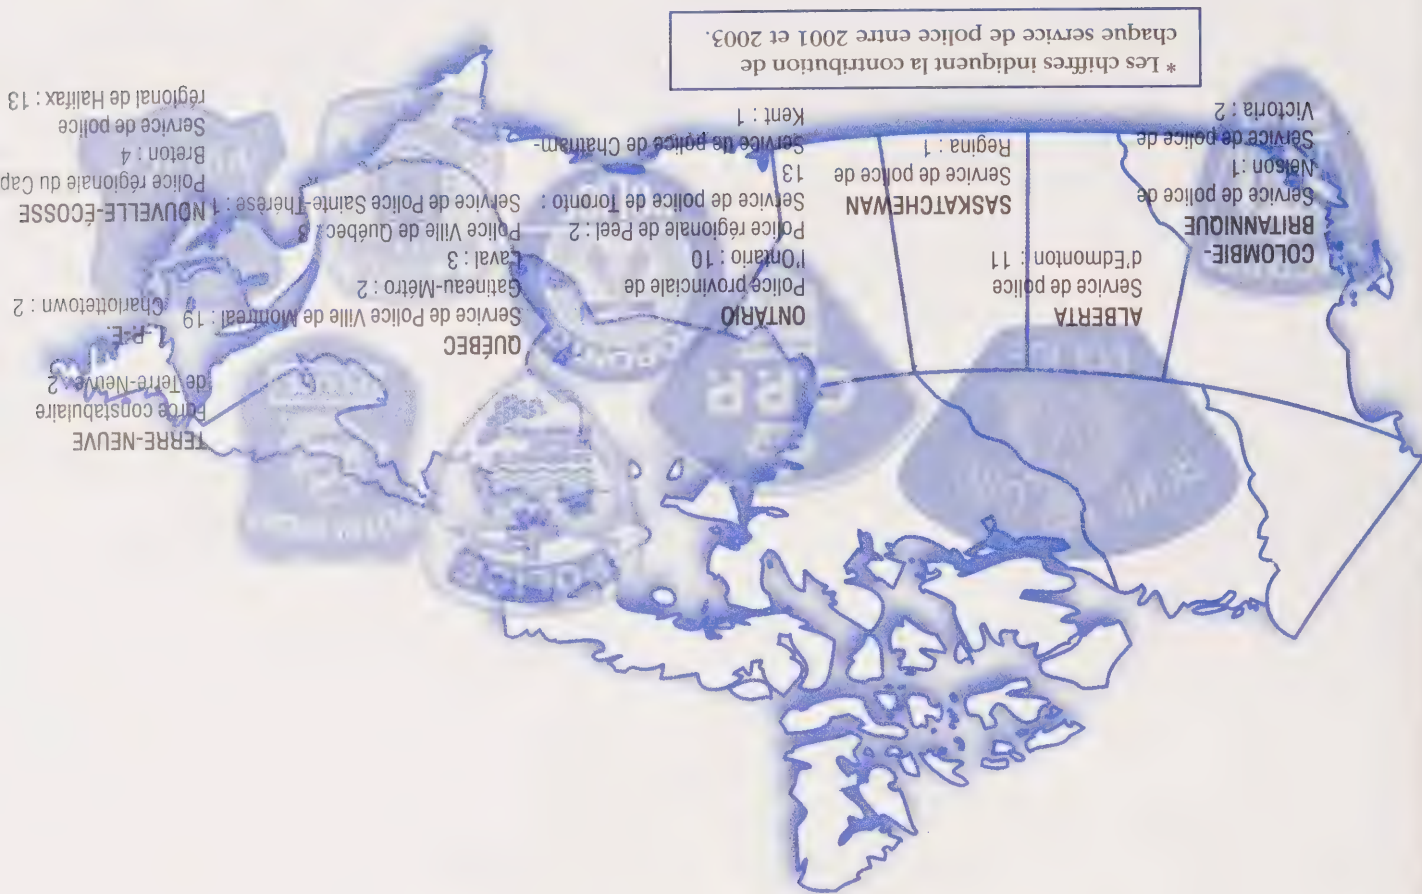 COLOMBIE-
BRITANNIQUE
Service de police de
Nelson : 1
Service de police de
Victoria : 2
ALBERTA
Service de police
d'Edmonton : 11
SASKATCHEWAN
Service de police de
Regina : 1
ONTARIO
Police provinciale de
l'Ontario : 10
Police régionale de Peel : 2
Service de police de Toronto :
13
Service de police de Chatham-
Kent : 1
QUÉBEC
Service de Police Ville de Montréal : 19
Gatineau-Métro : 2
Laval : 3
Police Ville de Québec : 3
Service de Police Sainte-Thérèse : 1
TERRE-NEUVE
Force constabulaire
de Terre-Neuve 2
P.-E.
Charlottetown : 2
NOUVELLE-ÉCOSSE
Police régionale du Cap
Breton : 4
Service de police
régional de Halifax : 13
* Les chiffres indiquent la contribution de
chaque service de police entre 2001 et 2003.
POLICE